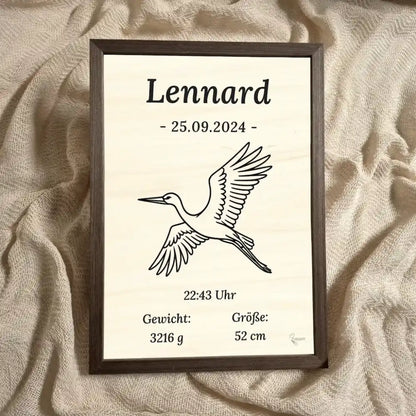 Lennard
- 25.09.2024 -
22:43 Uhr
Gewicht: Größe:
3216 g 52 cm